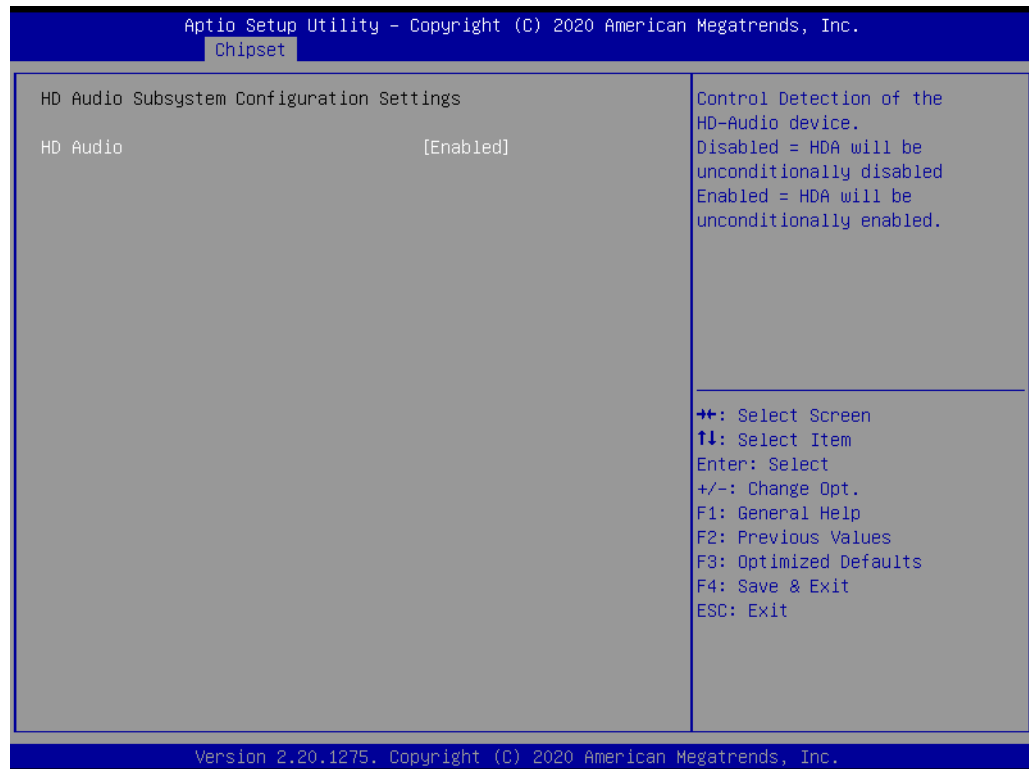 Aptio Setup Utility – Copyright (C) 2020 American Megatrends, Inc.
Chipset
HD Audio Subsystem Configuration Settings
HD Audio [Enabled]
Control Detection of the
HD-Audio device.
Disabled = HDA will be
unconditionally disabled
Enabled = HDA will be
unconditionally enabled.
→←: Select Screen
↑↓: Select Item
Enter: Select
+/-: Change Opt.
F1: General Help
F2: Previous Values
F3: Optimized Defaults
F4: Save & Exit
ESC: Exit
Version 2.20.1275. Copyright (C) 2020 American Megatrends, Inc.